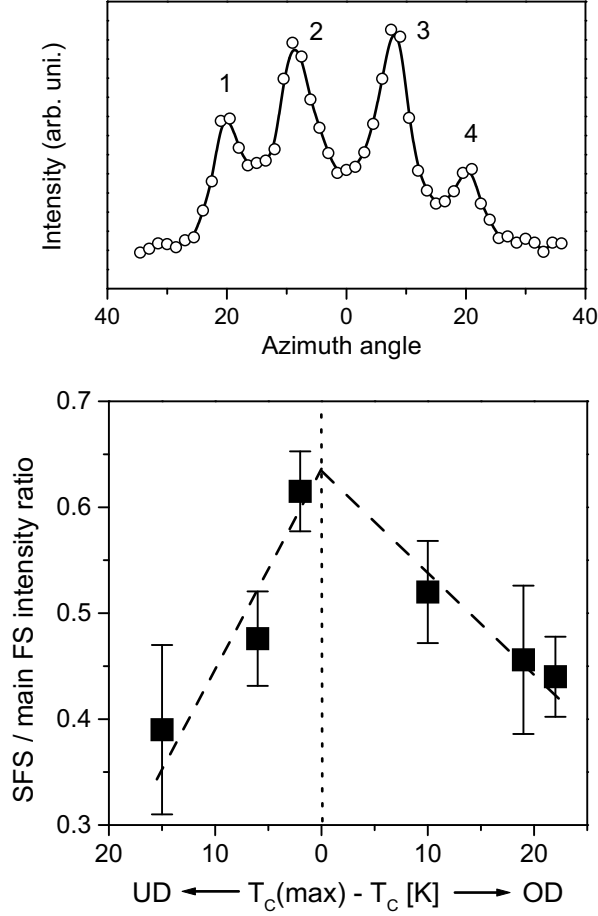 Intensity (arb. uni.)
1
2
3
4
40 20 0 20 40
Azimuth angle
SFS / main FS intensity ratio
0.7
0.6
0.5
0.4
0.3
20 10 0 10 20
UD ← T_C(max) - T_C [K] → OD